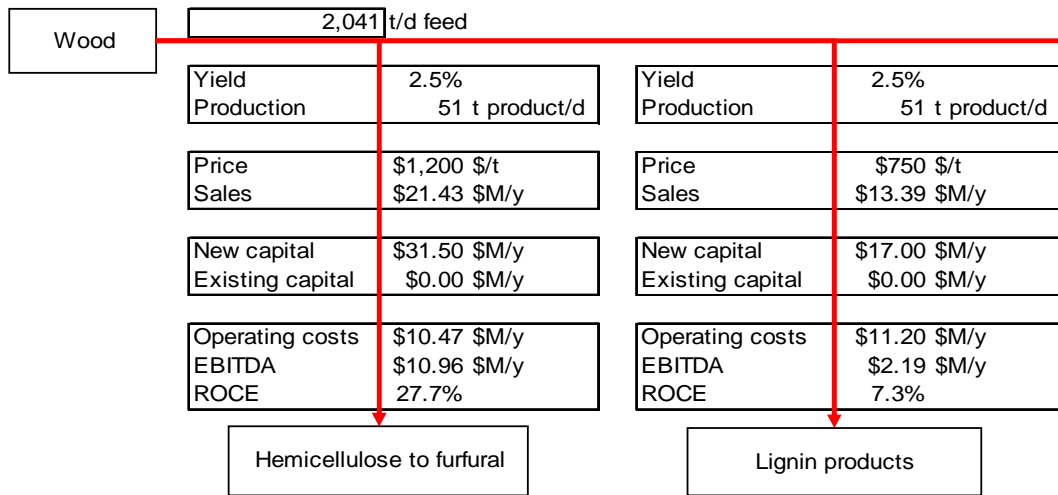 2,041 t/d feed
Wood
Yield 2.5%
Production 51 t product/d
Price $1,200 $/t
Sales $21.43 $M/y
New capital $31.50 $M/y
Existing capital $0.00 $M/y
Operating costs $10.47 $M/y
EBITDA $10.96 $M/y
ROCE 27.7%
Hemicellulose to furfural
Yield 2.5%
Production 51 t product/d
Price $750 $/t
Sales $13.39 $M/y
New capital $17.00 $M/y
Existing capital $0.00 $M/y
Operating costs $11.20 $M/y
EBITDA $2.19 $M/y
ROCE 7.3%
Lignin products